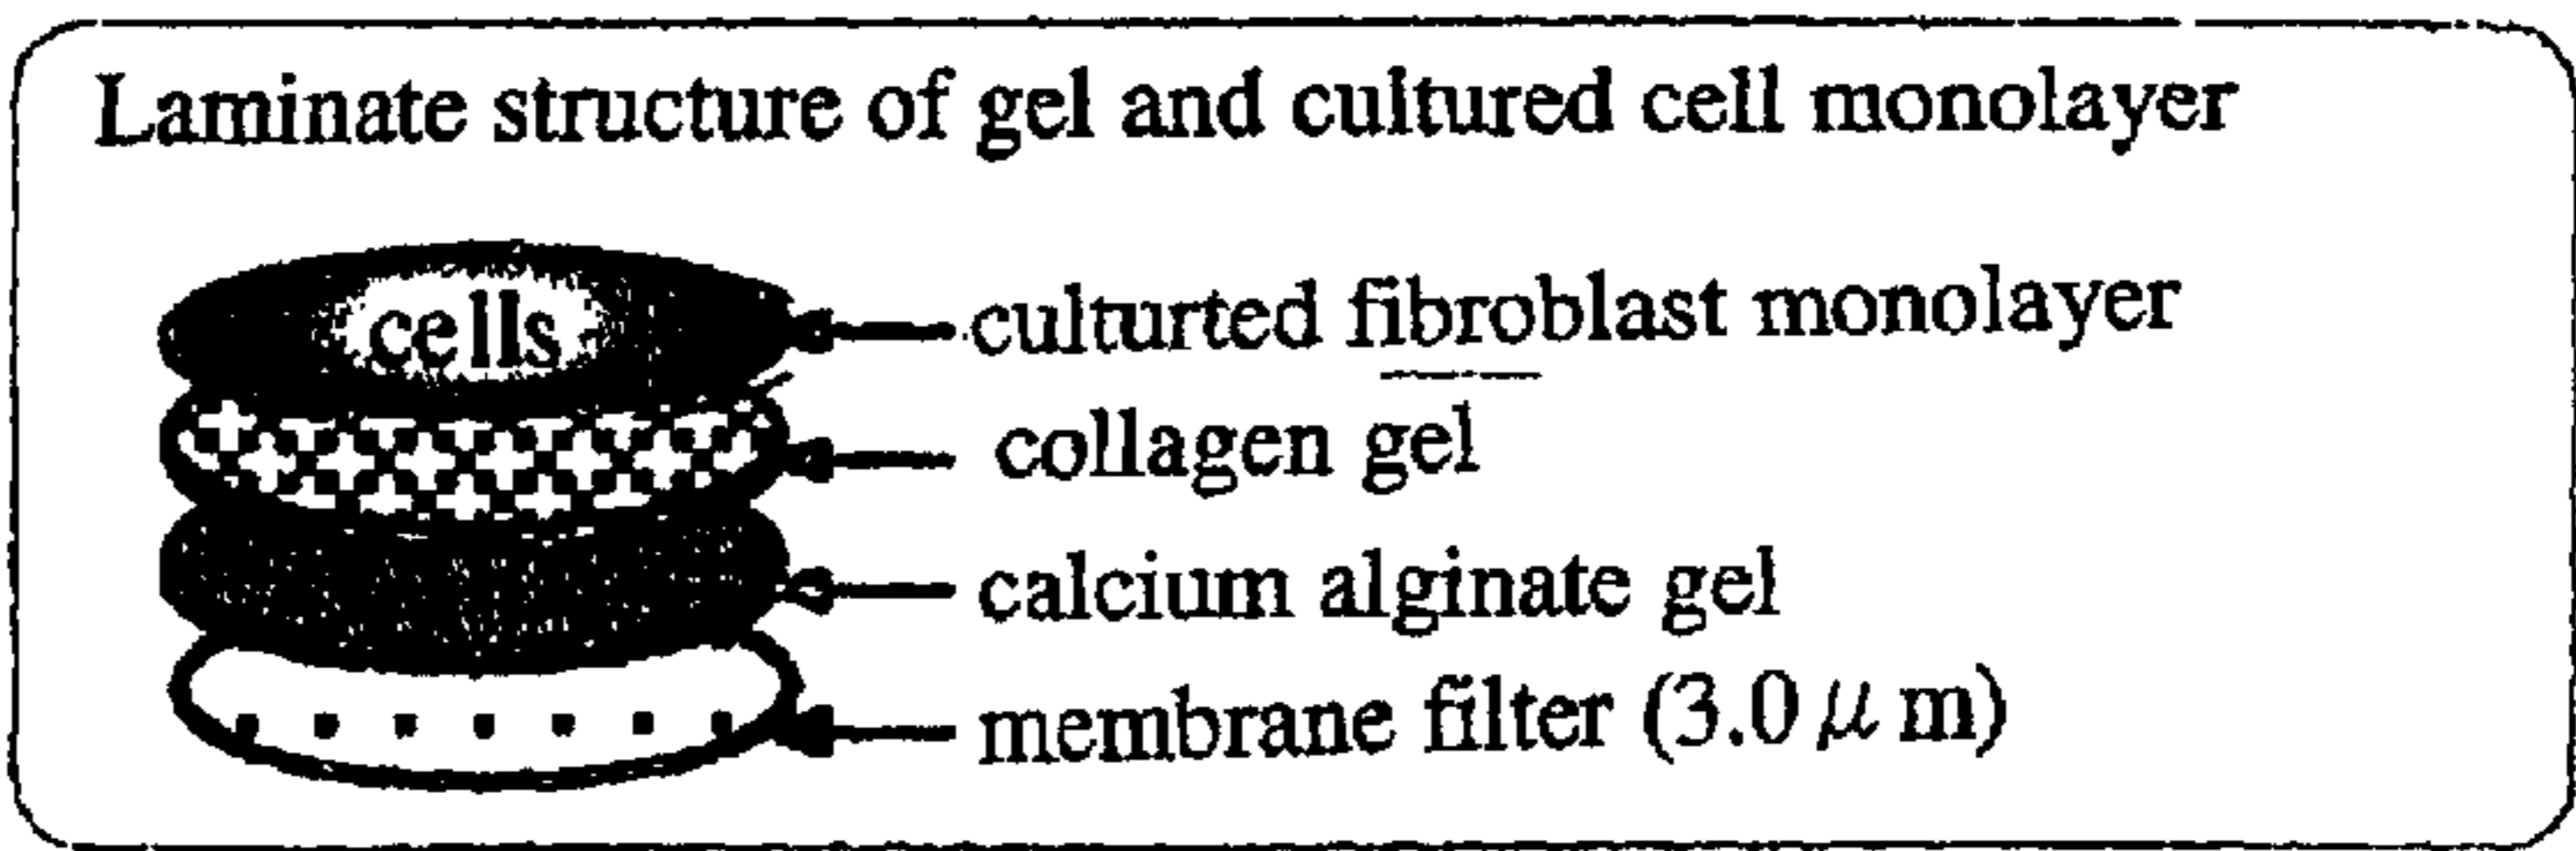 Laminate structure of gel and cultured cell monolayer
cells
culturted fibroblast monolayer
collagen gel
calcium alginate gel
membrane filter (3.0 μ m)